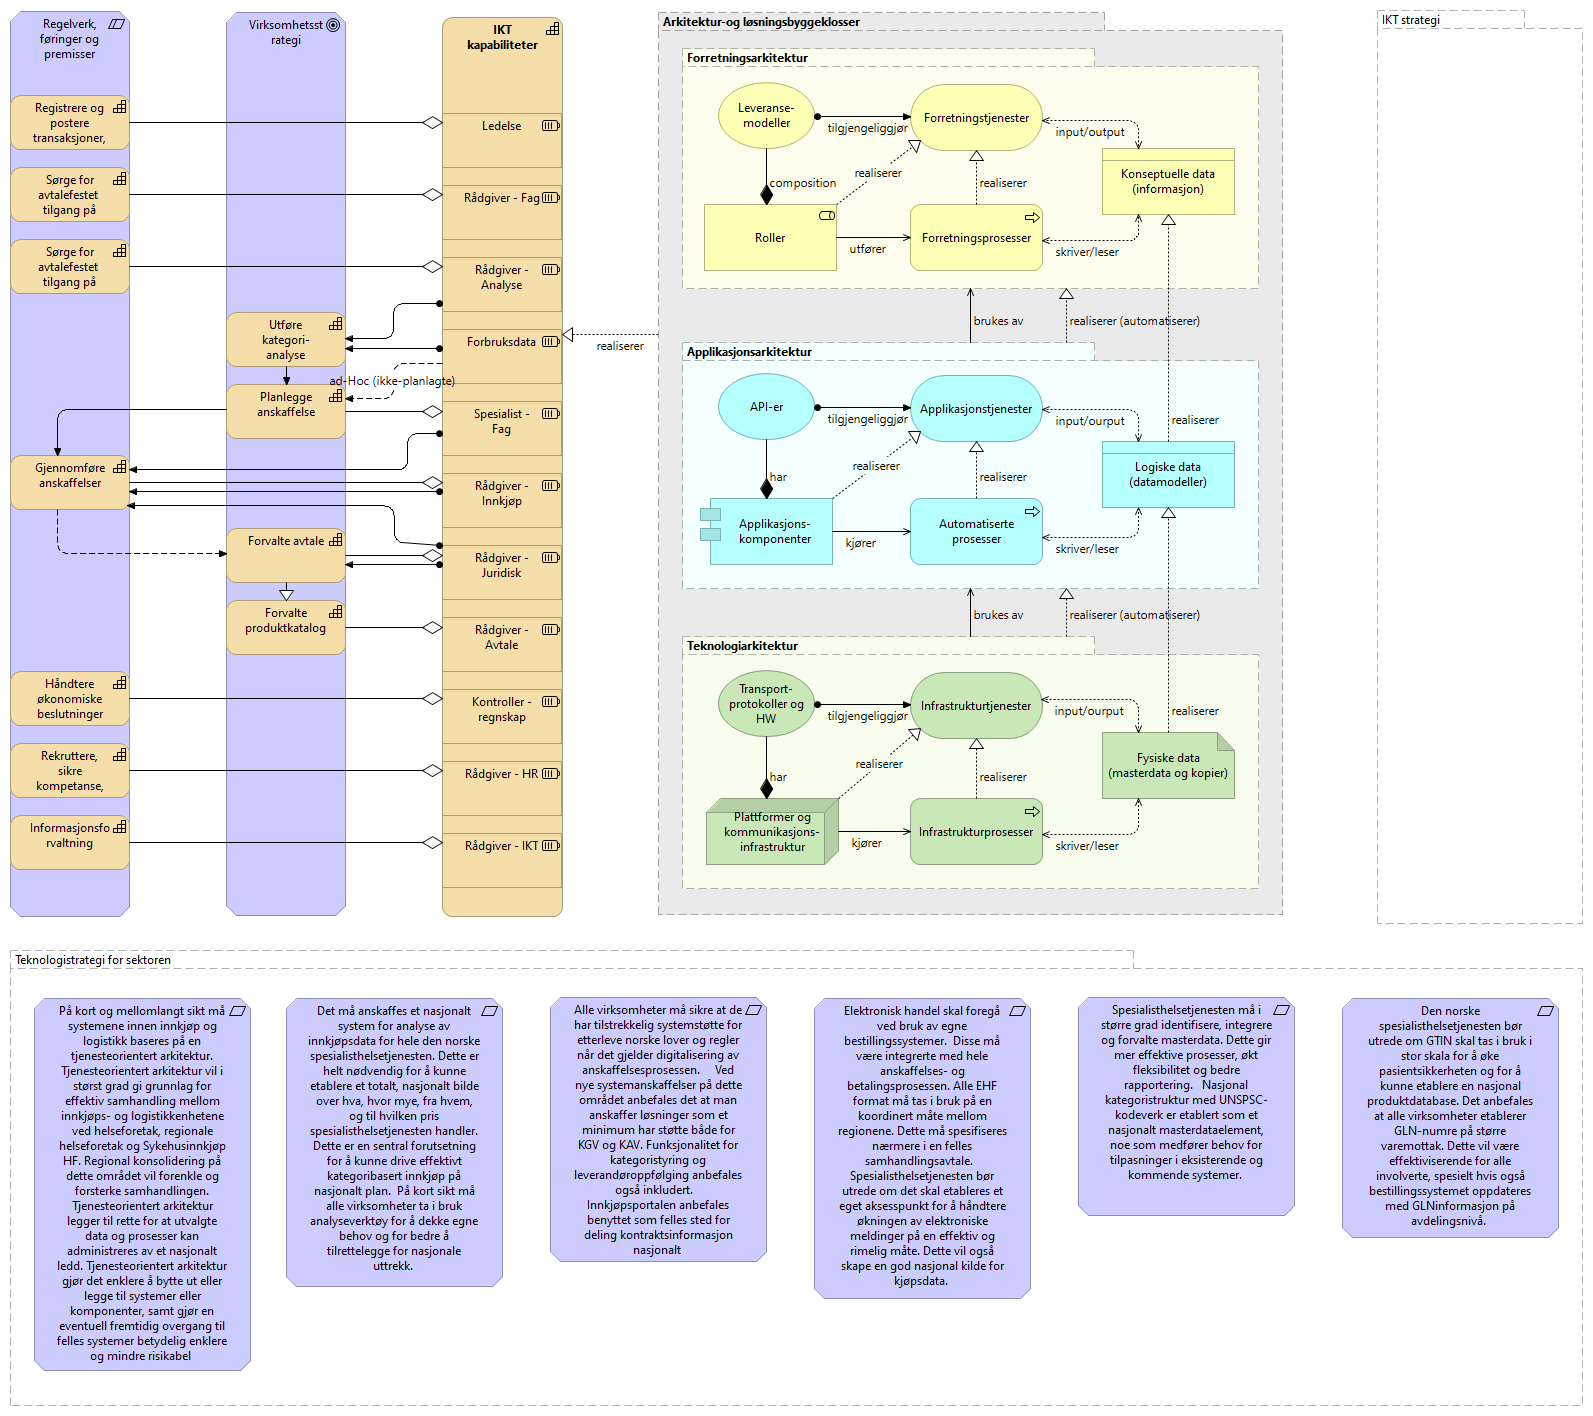 Regelverk,
føringer og
premisser
Virksomhetsst
rategi
IKT
kapabiliteter
Registrere og
postere
transaksjoner,
Sørge for
avtalefestet
tilgang på
Sørge for
avtalefestet
tilgang på
Utføre
kategori-
analyse
ad-Hoc (ikke-planlagte)
Planlegge
anskaffelse
Gjennomføre
anskaffelser
Forvalte avtale
Forvalte
produktkatalog
Håndtere
økonomiske
beslutninger
Rekruttere,
sikre
kompetanse,
Informasjonsfo
rvaltning
Ledelse
Rådgiver - Fag
Rådgiver -
Analyse
Forbruksdata
Spesialist -
Fag
Rådgiver -
Innkjøp
Rådgiver -
Juridisk
Rådgiver -
Avtale
Kontroller -
regnskap
Rådgiver - HR
Rådgiver - IKT
realiserer
Arkitektur-og løsningsbyggeklosser
Forretningsarkitektur
Leveranse-
modeller
tilgjengeliggjør
Forretningstjenester
input/output
Konseptuelle data
(informasjon)
composition
realiserer
realiserer
Roller
utfører
Forretningsprosesser
skriver/leser
brukes av
realiserer (automatiserer)
Applikasjonsarkitektur
API-er
tilgjengeliggjør
Applikasjonstjenester
input/ourput
realiserer
Logiske data
(datamodeller)
har
realiserer
realiserer
Applikasjons-
komponenter
kjører
Automatiserte
prosesser
skriver/leser
brukes av
realiserer (automatiserer)
Teknologiarkitektur
Transport-
protokoller og
HW
tilgjengeliggjør
Infrastrukturtjenester
input/ourput
realiserer
Fysiske data
(masterdata og kopier)
har
realiserer
realiserer
Plattformer og
kommunikasjons-
infrastruktur
kjører
Infrastrukturprosesser
skriver/leser
IKT strategi
Teknologistrategi for sektoren
På kort og mellomlangt sikt må
systemene innen innkjøp og
logistikk baseres på en
tjenesteorientert arkitektur.
Tjenesteorientert arkitektur vil i
størst grad gi grunnlag for
effektiv samhandling mellom
innkjøps- og logistikkenhetene
ved helseforetak, regionale
helseforetak og Sykehusinnkjøp
HF. Regional konsolidering på
dette området vil forenkle og
forsterke samhandlingen.
Tjenesteorientert arkitektur
legger til rette for at utvalgte
data og prosesser kan
administreres av et nasjonalt
ledd. Tjenesteorientert arkitektur
gjør det enklere å bytte ut eller
legge til systemer eller
komponenter, samt gjør en
eventuell fremtidig overgang til
felles systemer betydelig enklere
og mindre risikabel
Det må anskaffes et nasjonalt
system for analyse av
innkjøpsdata for hele den norske
spesialisthelsetjenesten. Dette er
helt nødvendig for å kunne
etablere et totalt, nasjonalt bilde
over hva, hvor mye, fra hvem,
og til hvilken pris
spesialisthelsetjenesten handler.
Dette er en sentral forutsetning
for å kunne drive effektivt
kategoribasert innkjøp på
nasjonalt plan.  På kort sikt må
alle virksomheter ta i bruk
analyseverktøy for å dekke egne
behov og for bedre å
tilrettelegge for nasjonale
uttrekk.
Alle virksomheter må sikre at de
har tilstrekkelig systemstøtte for
etterleve norske lover og regler
når det gjelder digitalisering av
anskaffelsesprosessen.    Ved
nye systemanskaffelser på dette
området anbefales det at man
anskaffer løsninger som et
minimum har støtte både for
KGV og KAV. Funksjonalitet for
kategoristyring og
leverandøroppfølging anbefales
også inkludert.
Innkjøpsportalen anbefales
benyttet som felles sted for
deling kontraktsinformasjon
nasjonalt
Elektronisk handel skal foregå
ved bruk av egne
bestillingssystemer.  Disse må
være integrerte med hele
anskaffelses- og
betalingsprosessen. Alle EHF
format må tas i bruk på en
koordinert måte mellom
regionene. Dette må spesifiseres
nærmere i en felles
samhandlingsavtale.
Spesialisthelsetjenesten bør
utrede om det skal etableres et
eget aksesspunkt for å håndtere
økningen av elektroniske
meldinger på en effektiv og
rimelig måte. Dette vil også
skape en god nasjonal kilde for
kjøpsdata.
Spesialisthelsetjenesten må i
større grad identifisere, integrere
og forvalte masterdata. Dette gir
mer effektive prosesser, økt
fleksibilitet og bedre
rapportering.   Nasjonal
kategoristruktur med UNSPSC-
kodeverk er etablert som et
nasjonalt masterdataelement,
noe som medfører behov for
tilpasninger i eksisterende og
kommende systemer.
Den norske
spesialisthelsetjenesten bør
utrede om GTIN skal tas i bruk i
stor skala for å øke
pasientsikkerheten og for å
kunne etablere en nasjonal
produktdatabase. Det anbefales
at alle virksomheter etablerer
GLN-numre på større
varemottak. Dette vil være
effektiviserende for alle
involverte, spesielt hvis også
bestillingssystemet oppdateres
med GLNinformasjon på
avdelingsnivå.